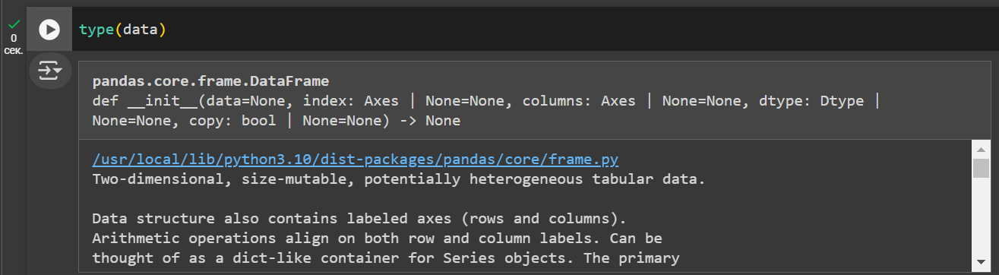 0
сек.
type(data)
pandas.core.frame.DataFrame
def __init__(data=None, index: Axes | None=None, columns: Axes | None=None, dtype: Dtype |
None=None, copy: bool | None=None) -> None
/usr/local/lib/python3.10/dist-packages/pandas/core/frame.py
Two-dimensional, size-mutable, potentially heterogeneous tabular data.
Data structure also contains labeled axes (rows and columns).
Arithmetic operations align on both row and column labels. Can be
thought of as a dict-like container for Series objects. The primary